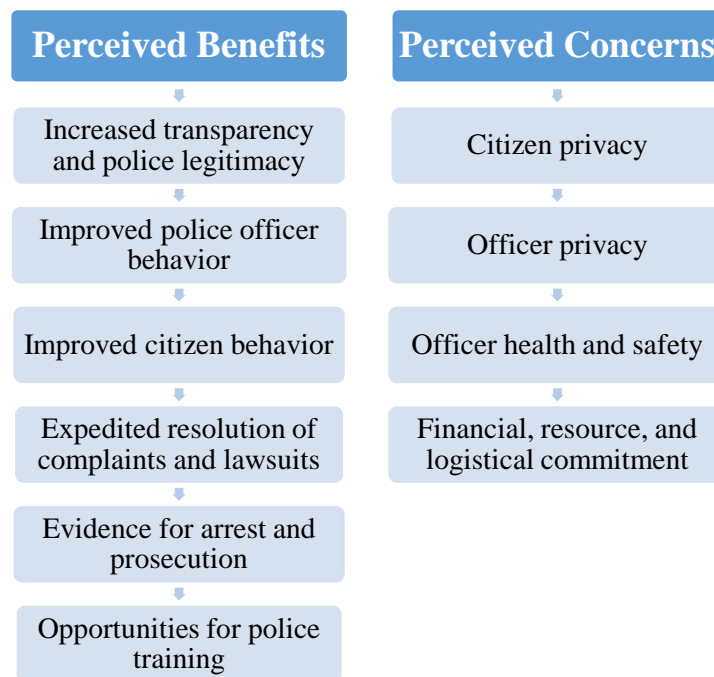 Perceived Benefits
Increased transparency
and police legitimacy
Improved police officer
behavior
Improved citizen behavior
Expedited resolution of
complaints and lawsuits
Evidence for arrest and
prosecution
Opportunities for police
training
Perceived Concerns
Citizen privacy
Officer privacy
Officer health and safety
Financial, resource, and
logistical commitment